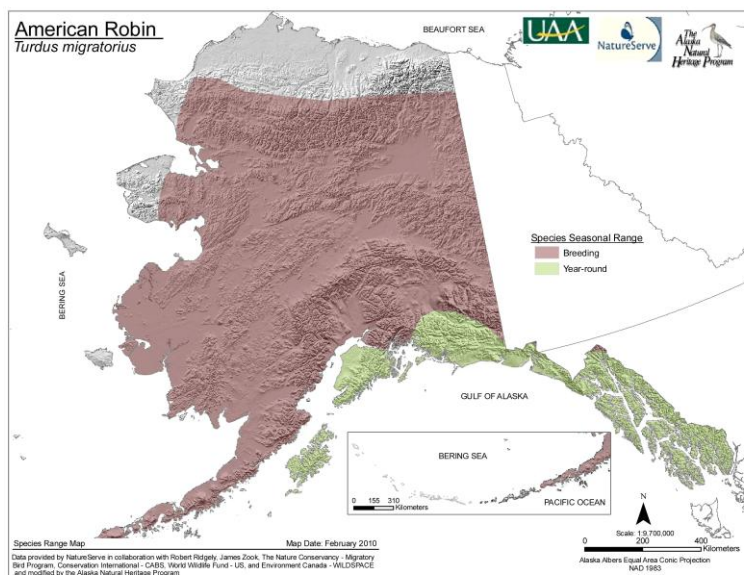 American Robin
Turdus migratorius
BEAUFORT SEA
UAA
NatureServe
The
Alaska
Natural
Heritage Program
BERING SEA
Species Seasonal Range
Breeding
Year-round
GULF OF ALASKA
BERING SEA
PACIFIC OCEAN
0 155 310
Kilometers
N
Scale: 1:9,700,000
0 200 400
Kilometers
Alaska Albers Equal Area Conic Projection
NAD 1983
Species Range Map
Map Date: February 2010
Data provided by NatureServe in collaboration with Robert Ridgely, James Zook, The Nature Conservancy - Migratory
Bird Program, Conservation International - CABS, World Wildlife Fund - US, and Environment Canada - WILDSPACE
and modified by the Alaska Natural Heritage Program